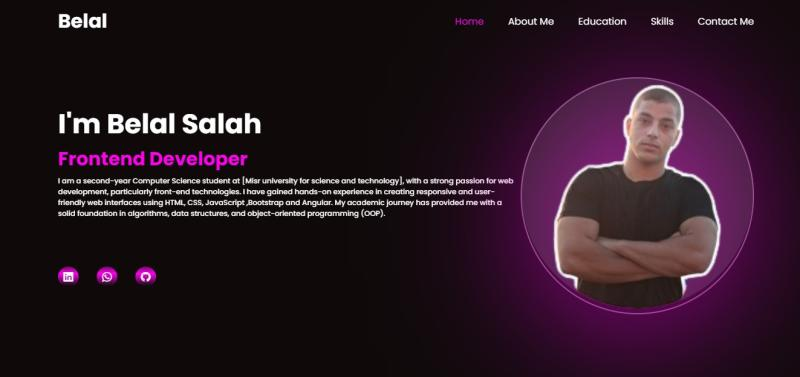 Belal
Home About Me Education Skills Contact Me
I'm Belal Salah
Frontend Developer
I am a second-year Computer Science student at [Misr university for science and technology], with a strong passion for web
development, particularly front-end technologies. I have gained hands-on experience in creating responsive and user-
friendly web interfaces using HTML, CSS, JavaScript ,Bootstrap and Angular. My academic journey has provided me with a
solid foundation in algorithms, data structures, and object-oriented programming (OOP).
in